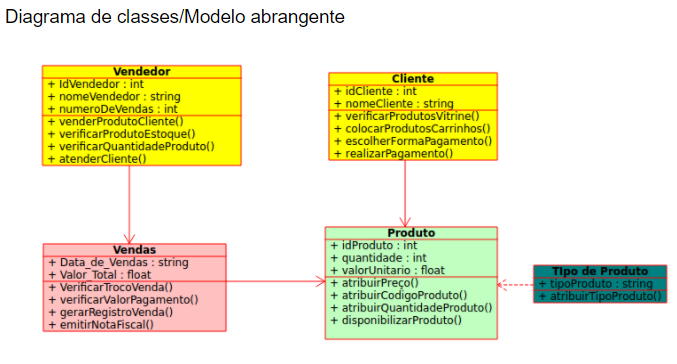 Diagrama de classes/Modelo abrangente
Vendedor
+ IdVendedor : int
+ nomeVendedor : string
+ numeroDeVendas : int
+ venderProdutoCliente()
+ verificarProdutoEstoque()
+ verificarQuantidadeProduto()
+ atenderCliente()
Cliente
+ idCliente : int
+ nomeCliente : string
+ verificarProdutosVitrine()
+ colocarProdutosCarrinhos()
+ escolherFormaPagamento()
+ realizarPagamento()
Vendas
+ Data_de_Vendas : string
+ Valor_Total : float
+ VerificarTrocoVenda()
+ verificarValorPagamento()
+ gerarRegistroVenda()
+ emitirNotaFiscal()
Produto
+ idProduto : int
+ quantidade : int
+ valorUnitario : float
+ atribuirPreço()
+ atribuirCodigoProduto()
+ atribuirQuantidadeProduto()
+ disponibilizarProduto()
TIpo de Produto
+ tipoProduto : string
+ atribuirTipoProduto()